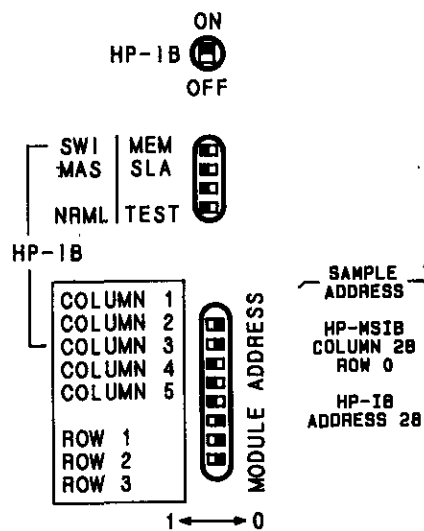 ON
HP-IB
OFF
SWI MEM
MAS SLA
NRML TEST
HP-IB
COLUMN 1
COLUMN 2
COLUMN 3
COLUMN 4
COLUMN 5
ROW 1
ROW 2
ROW 3
MODULE ADDRESS
1 ←→ 0
SAMPLE
ADDRESS
HP-MSIB
COLUMN 28
ROW 0
HP-IB
ADDRESS 28